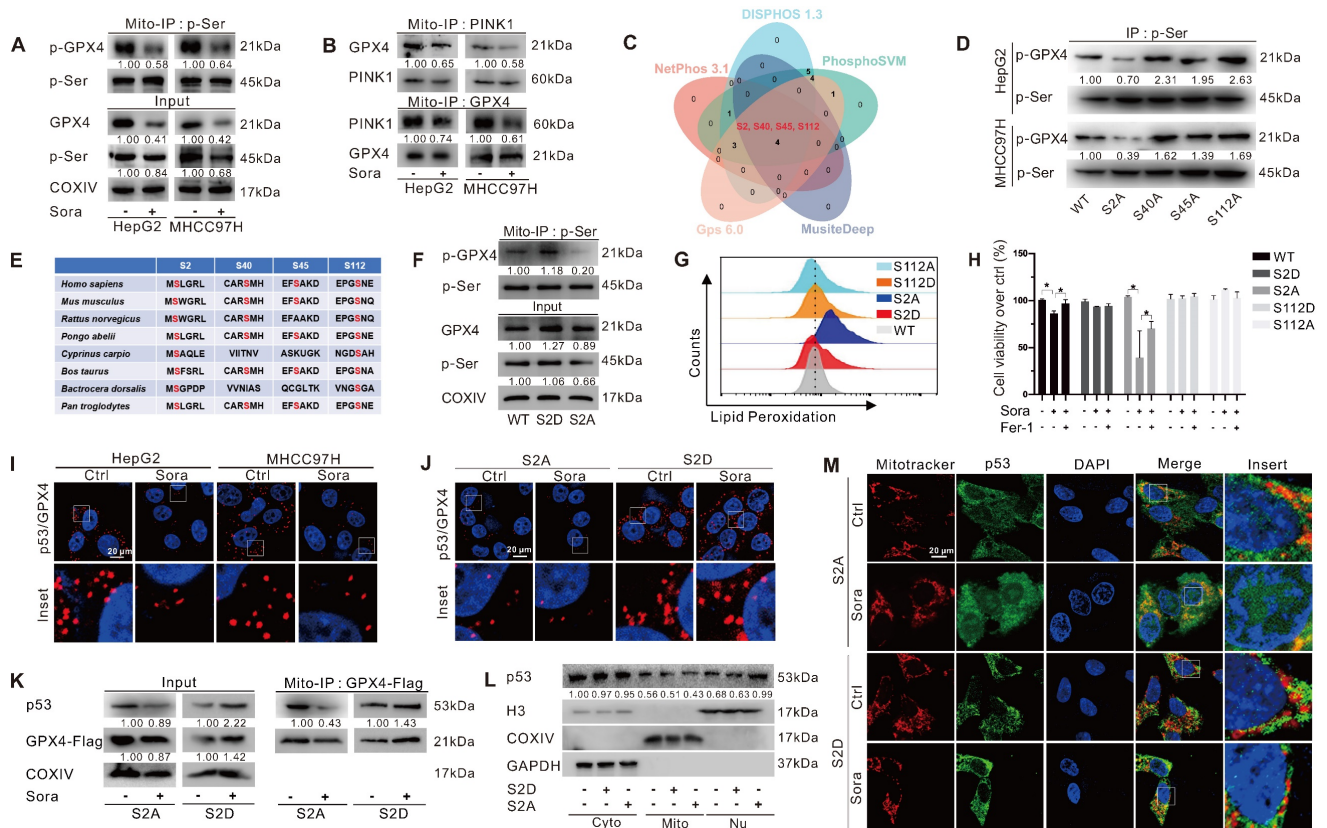 A
Mito-IP : p-Ser
p-GPX4 21kDa
1.00 0.58 1.00 0.64
p-Ser 45kDa
Input
GPX4 21kDa
1.00 0.41 1.00 0.42
p-Ser 45kDa
1.00 0.84 1.00 0.68
COXIV 17kDa
Sora - + - +
HepG2 MHCC97H
B
Mito-IP : PINK1
GPX4 21kDa
1.00 0.65 1.00 0.58
PINK1 60kDa
Mito-IP : GPX4
PINK1 60kDa
1.00 0.74 1.00 0.61
GPX4 21kDa
Sora - + - +
HepG2 MHCC97H
C
DISPHOS 1.3
NetPhos 3.1
PhosphoSVM
S2, S40, S45, S112
4
5
4
1
1
3
Gps 6.0
MusiteDeep
D
IP : p-Ser
HepG2
p-GPX4 21kDa
1.00 0.70 2.31 1.95 2.63
p-Ser 45kDa
MHCC97H
p-GPX4 21kDa
1.00 0.39 1.62 1.39 1.69
p-Ser 45kDa
WT S2A S40A S45A S112A
E
S2 S40 S45 S112
Homo sapiens MSLGRL CARSMH EFSAKD EPGSNE
Mus musculus MSWGRL CARSMH EFAAKD EPGSNQ
Rattus norvegicus MSWGRL CARSMH EFAAKD EPGSNQ
Pongo abelii MSLGRL CARSMH EFSAKD EPGSNE
Cyprinus carpio MSAQLE VIITNV ASKUGK NGDSAH
Bos taurus MSFSRL CARSMH EFSAKD EPGSNE
Bactrocera dorsalis MSGPDP VVNIAS QCGLTK VNGSGA
Pan troglodytes MSLGRL CARSMH EFSAKD EPGSNE
F
Mito-IP : p-Ser
p-GPX4 21kDa
1.00 1.18 0.20
p-Ser 45kDa
Input
GPX4 21kDa
1.00 1.27 0.89
p-Ser 45kDa
1.00 1.06 0.66
COXIV 17kDa
WT S2D S2A
G
Counts
S112A
S112D
S2A
S2D
WT
Lipid Peroxidation
H
Cell viability over ctrl (%)
150
100
50
0
* * * *
WT
S2D
S2A
S112D
S112A
Sora - + + - + + - + + - + + - + +
Fer-1 - - + - - + - - + - - + - - +
I
HepG2 MHCC97H
Ctrl Sora Ctrl Sora
p53/GPX4
20 μm
Inset
J
S2A S2D
Ctrl Sora Ctrl Sora
p53/GPX4
20 μm
Inset
K
Input Mito-IP : GPX4-Flag
p53 53kDa
1.00 0.89 1.00 2.22 1.00 0.43 1.00 1.43
GPX4-Flag 21kDa
1.00 0.87 1.00 1.42
COXIV 17kDa
Sora - + - + - + - +
S2A S2D S2A S2D
L
p53 53kDa
1.00 0.97 0.95 0.56 0.51 0.43 0.68 0.63 0.99
H3 17kDa
COXIV 17kDa
GAPDH 37kDa
S2D - + - - + - - + -
S2A - - + - - + - - +
Cyto Mito Nu
M
Mitotracker p53 DAPI Merge Insert
S2A
Ctrl
20 μm
Sora
S2D
Ctrl
Sora